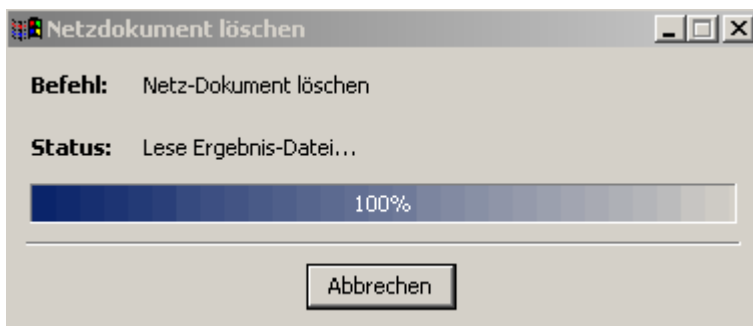 Netzdokument löschen
Befehl: Netz-Dokument löschen
Status: Lese Ergebnis-Datei...
100%
Abbrechen